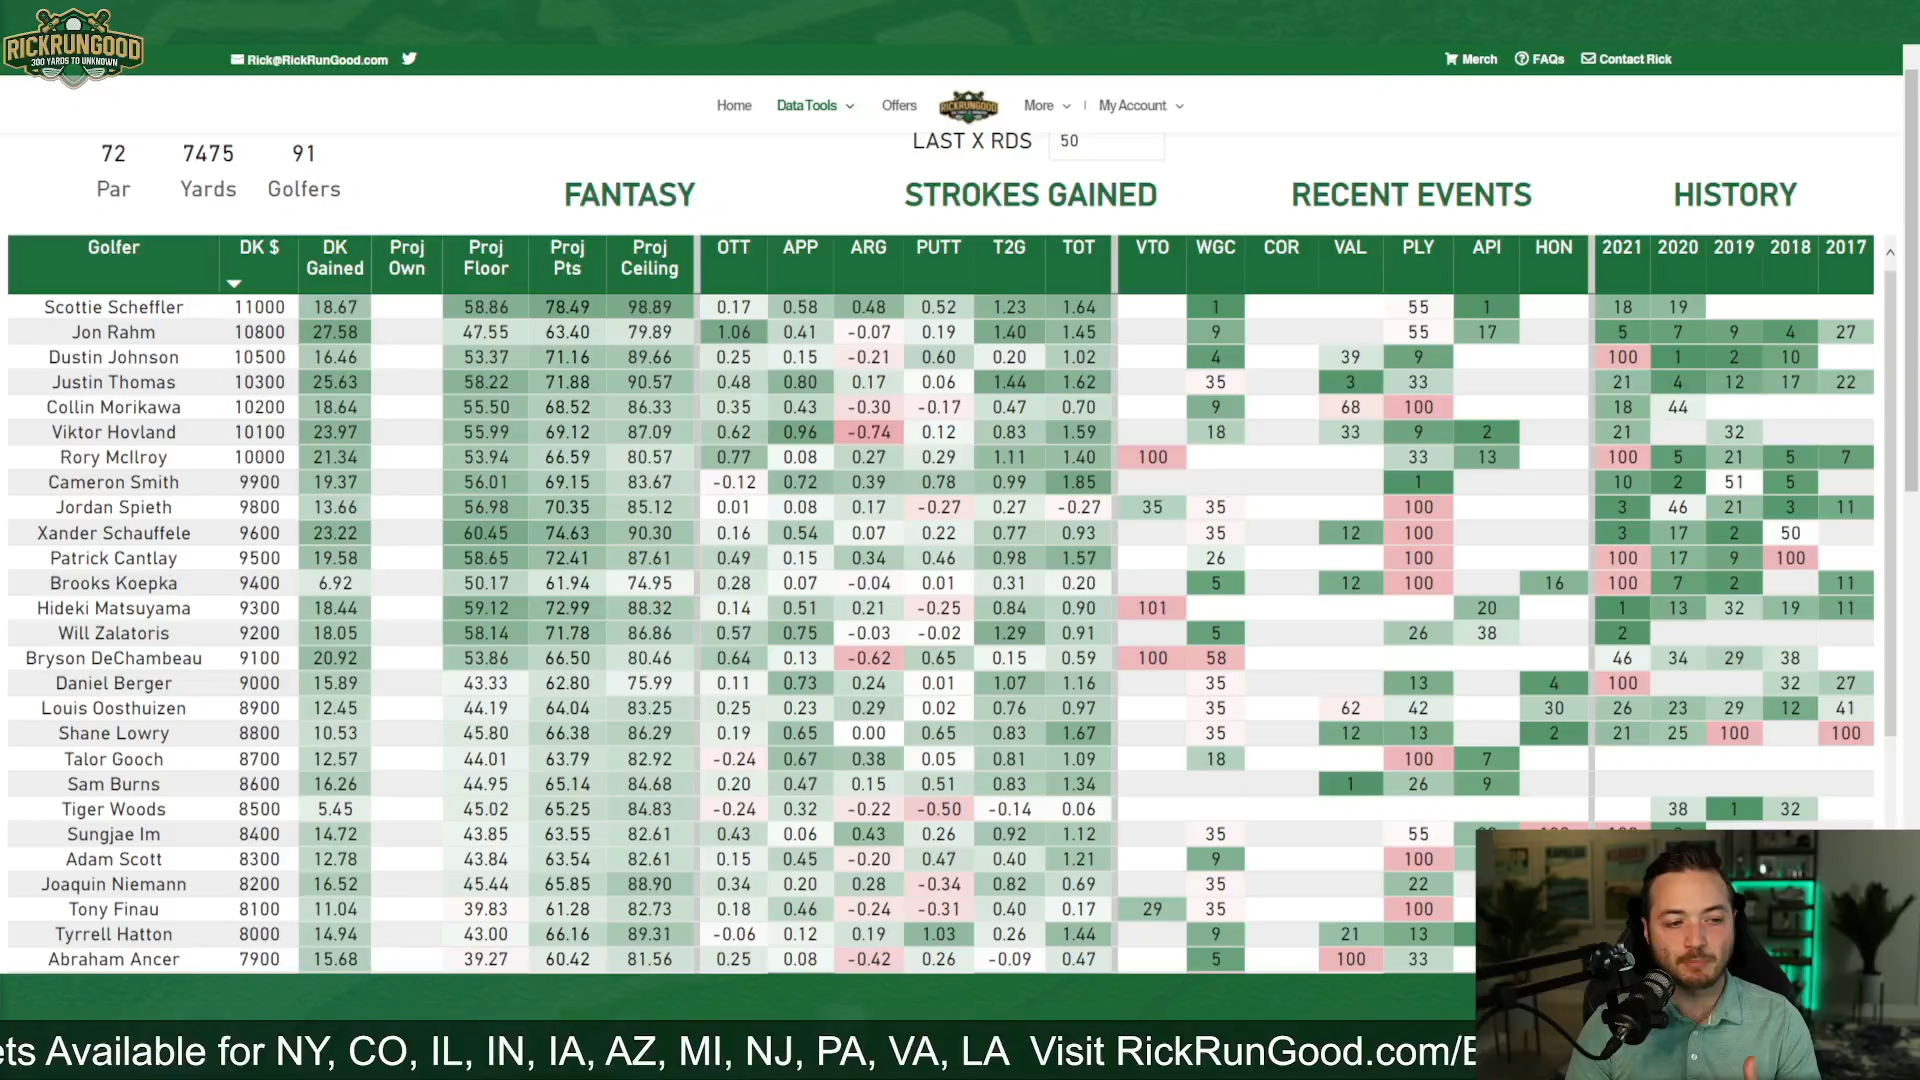 RICKRUNGOOD
300 YARDS TO UNKNOWN
Rick@RickRunGood.com
Merch FAQs Contact Rick
Home Data Tools Offers RICKRUNGOOD More | My Account
LAST X RDS 50
72 7475 91
Par Yards Golfers
FANTASY STROKES GAINED RECENT EVENTS HISTORY
Golfer DK $ DK Gained Proj Own Proj Floor Proj Pts Proj Ceiling OTT APP ARG PUTT T2G TOT VTO WGC COR VAL PLY API HON 2021 2020 2019 2018 2017
Scottie Scheffler 11000 18.67 58.86 78.49 98.89 0.17 0.58 0.48 0.52 1.23 1.64 1 55 1 18 19
Jon Rahm 10800 27.58 47.55 63.40 79.89 1.06 0.41 -0.07 0.19 1.40 1.45 9 55 17 5 7 9 4 27
Dustin Johnson 10500 16.46 53.37 71.16 89.66 0.25 0.15 -0.21 0.60 0.20 1.02 4 39 9 100 1 2 10
Justin Thomas 10300 25.63 58.22 71.88 90.57 0.48 0.80 0.17 0.06 1.44 1.62 35 3 33 21 4 12 17 22
Collin Morikawa 10200 18.64 55.50 68.52 86.33 0.35 0.43 -0.30 -0.17 0.47 0.70 9 68 100 18 44
Viktor Hovland 10100 23.97 55.99 69.12 87.09 0.62 0.96 -0.74 0.12 0.83 1.59 18 33 9 2 21 32
Rory McIlroy 10000 21.34 53.94 66.59 80.57 0.77 0.08 0.27 0.29 1.11 1.40 100 33 13 100 5 21 5 7
Cameron Smith 9900 19.37 56.01 69.15 83.67 -0.12 0.72 0.39 0.78 0.99 1.85 1 10 2 51 5
Jordan Spieth 9800 13.66 56.98 70.35 85.12 0.01 0.08 0.17 -0.27 0.27 -0.27 35 35 100 3 46 21 3 11
Xander Schauffele 9600 23.22 60.45 74.63 90.30 0.16 0.54 0.07 0.22 0.77 0.93 35 12 100 3 17 2 50
Patrick Cantlay 9500 19.58 58.65 72.41 87.61 0.49 0.15 0.34 0.46 0.98 1.57 26 100 100 17 9 100
Brooks Koepka 9400 6.92 50.17 61.94 74.95 0.28 0.07 -0.04 0.01 0.31 0.20 5 12 100 16 100 7 2 11
Hideki Matsuyama 9300 18.44 59.12 72.99 88.32 0.14 0.51 0.21 -0.25 0.84 0.90 101 20 1 13 32 19 11
Will Zalatoris 9200 18.05 58.14 71.78 86.86 0.57 0.75 -0.03 -0.02 1.29 0.91 5 26 38 2
Bryson DeChambeau 9100 20.92 53.86 66.50 80.46 0.64 0.13 -0.62 0.65 0.15 0.59 100 58 46 34 29 38
Daniel Berger 9000 15.89 43.33 62.80 75.99 0.11 0.73 0.24 0.01 1.07 1.16 35 13 4 100 32 27
Louis Oosthuizen 8900 12.45 44.19 64.04 83.25 0.25 0.23 0.29 0.02 0.76 0.97 35 62 42 30 26 23 29 12 41
Shane Lowry 8800 10.53 45.80 66.38 86.29 0.19 0.65 0.00 0.65 0.83 1.67 35 12 13 2 21 25 100 100
Talor Gooch 8700 12.57 44.01 63.79 82.92 -0.24 0.67 0.38 0.05 0.81 1.09 18 100 7
Sam Burns 8600 16.26 44.95 65.14 84.68 0.20 0.47 0.15 0.51 0.83 1.34 1 26 9
Tiger Woods 8500 5.45 45.02 65.25 84.83 -0.24 0.32 -0.22 -0.50 -0.14 0.06 38 1 32
Sungjae Im 8400 14.72 43.85 63.55 82.61 0.43 0.06 0.43 0.26 0.92 1.12 35 55
Adam Scott 8300 12.78 43.84 63.54 82.61 0.15 0.45 -0.20 0.47 0.40 1.21 9 100
Joaquin Niemann 8200 16.52 45.44 65.85 88.90 0.34 0.20 0.28 -0.34 0.82 0.69 35 22
Tony Finau 8100 11.04 39.83 61.28 82.73 0.18 0.46 -0.24 -0.31 0.40 0.17 29 35 100
Tyrrell Hatton 8000 14.94 43.00 66.16 89.31 -0.06 0.12 0.19 1.03 0.26 1.44 9 21 13
Abraham Ancer 7900 15.68 39.27 60.42 81.56 0.25 0.08 -0.42 0.26 -0.09 0.47 5 100 33
ets Available for NY, CO, IL, IN, IA, AZ, MI, NJ, PA, VA, LA Visit RickRunGood.com/